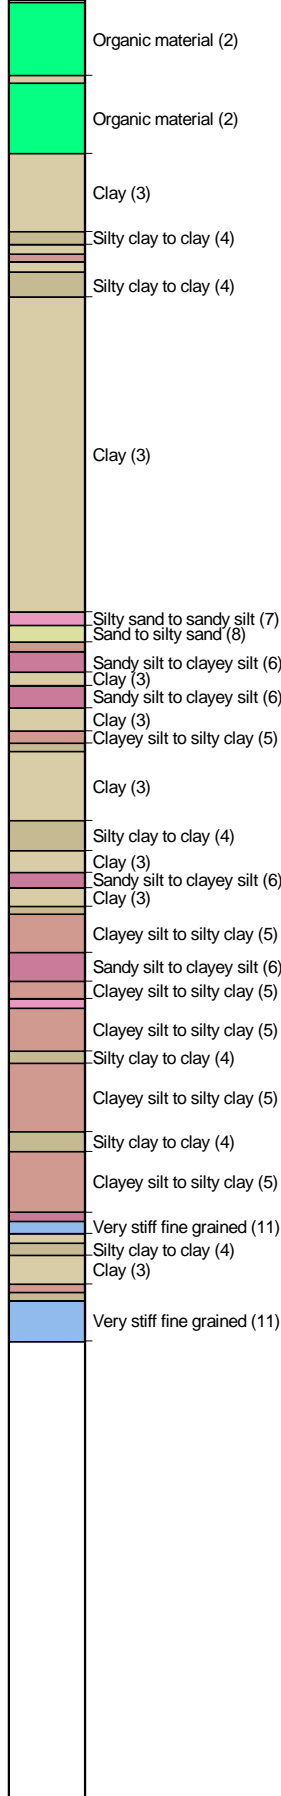 Organic material (2)
Organic material (2)
Clay (3)
Silty clay to clay (4)
Silty clay to clay (4)
Clay (3)
Silty sand to sandy silt (7)
Sand to silty sand (8)
Sandy silt to clayey silt (6)
Clay (3)
Sandy silt to clayey silt (6)
Clay (3)
Clayey silt to silty clay (5)
Clay (3)
Silty clay to clay (4)
Clay (3)
Sandy silt to clayey silt (6)
Clay (3)
Clayey silt to silty clay (5)
Sandy silt to clayey silt (6)
Clayey silt to silty clay (5)
Clayey silt to silty clay (5)
Silty clay to clay (4)
Clayey silt to silty clay (5)
Silty clay to clay (4)
Clayey silt to silty clay (5)
Very stiff fine grained (11)
Silty clay to clay (4)
Clay (3)
Very stiff fine grained (11)